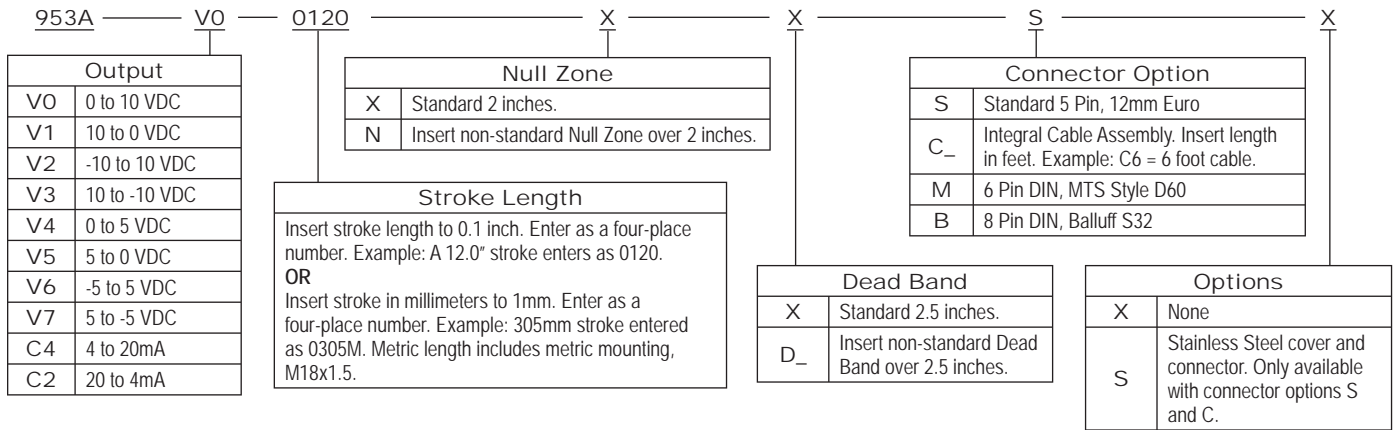 953A V0 0120 X X S X
Output
V0 0 to 10 VDC
V1 10 to 0 VDC
V2 -10 to 10 VDC
V3 10 to -10 VDC
V4 0 to 5 VDC
V5 5 to 0 VDC
V6 -5 to 5 VDC
V7 5 to -5 VDC
C4 4 to 20mA
C2 20 to 4mA
Null Zone
X Standard 2 inches.
N Insert non-standard Null Zone over 2 inches.
Stroke Length
Insert stroke length to 0.1 inch. Enter as a four-place
number. Example: A 12.0" stroke enters as 0120.
OR
Insert stroke in millimeters to 1mm. Enter as a
four-place number. Example: 305mm stroke entered
as 0305M. Metric length includes metric mounting,
M18x1.5.
Connector Option
S Standard 5 Pin, 12mm Euro
C_ Integral Cable Assembly. Insert length
in feet. Example: C6 = 6 foot cable.
M 6 Pin DIN, MTS Style D60
B 8 Pin DIN, Balluff S32
Dead Band
X Standard 2.5 inches.
D_ Insert non-standard Dead
Band over 2.5 inches.
Options
X None
S Stainless Steel cover and
connector. Only available
with connector options S
and C.